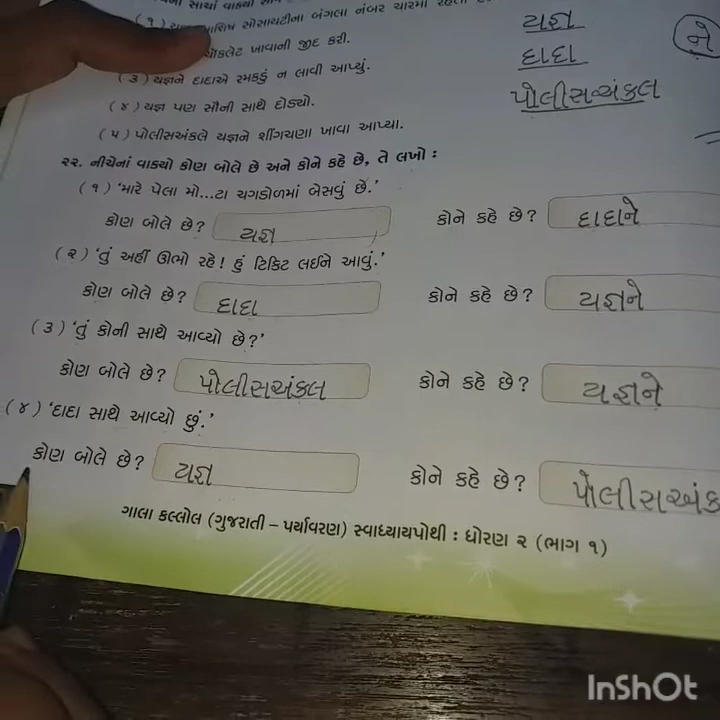 સોસાયટીના બંગલા નંબર ચારમાં
ચૉકલેટ ખાવાની જીદ કરી.
(૩) યજ્ઞને દાદાએ રમકડું ન લાવી આપ્યું.
(૪) યજ્ઞ પણ સૌની સાથે દોડ્યો.
(૫) પોલીસઅંકલે યજ્ઞને શીંગચણા ખાવા આપ્યા.
યજ્ઞ
દાદા
પોલીસઅંકલ
ને
૨૨. નીચેનાં વાક્યો કોણ બોલે છે અને કોને કહે છે, તે લખો :
(૧) ‘મારે પેલા મો...ટા ચગડોળમાં બેસવું છે.’
કોણ બોલે છે? યજ્ઞ કોને કહે છે? દાદાને
(૨) ‘તું અહીં ઊભો રહે! હું ટિકિટ લઈને આવું.’
કોણ બોલે છે? દાદા કોને કહે છે? યજ્ઞને
(૩) ‘તું કોની સાથે આવ્યો છે?’
કોણ બોલે છે? પોલીસઅંકલ કોને કહે છે? યજ્ઞને
(૪) ‘દાદા સાથે આવ્યો છું.’
કોણ બોલે છે? યજ્ઞ કોને કહે છે? પોલીસઅંક
ગાલા કલ્લોલ (ગુજરાતી – પર્યાવરણ) સ્વાધ્યાયપોથી : ધોરણ ૨ (ભાગ ૧)
InShOt